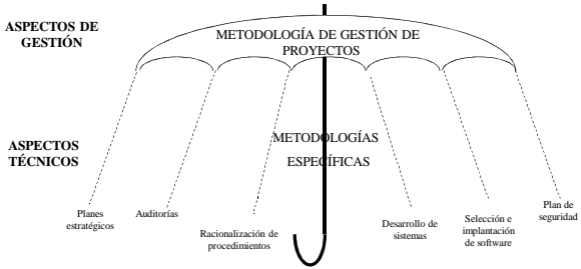 ASPECTOS DE
GESTIÓN
METODOLOGÍA DE GESTIÓN DE
PROYECTOS
ASPECTOS
TÉCNICOS
METODOLOGÍAS
ESPECÍFICAS
Planes
estratégicos
Auditorías
Racionalización de
procedimientos
Desarrollo de
sistemas
Selección e
implantación
de software
Plan de
seguridad